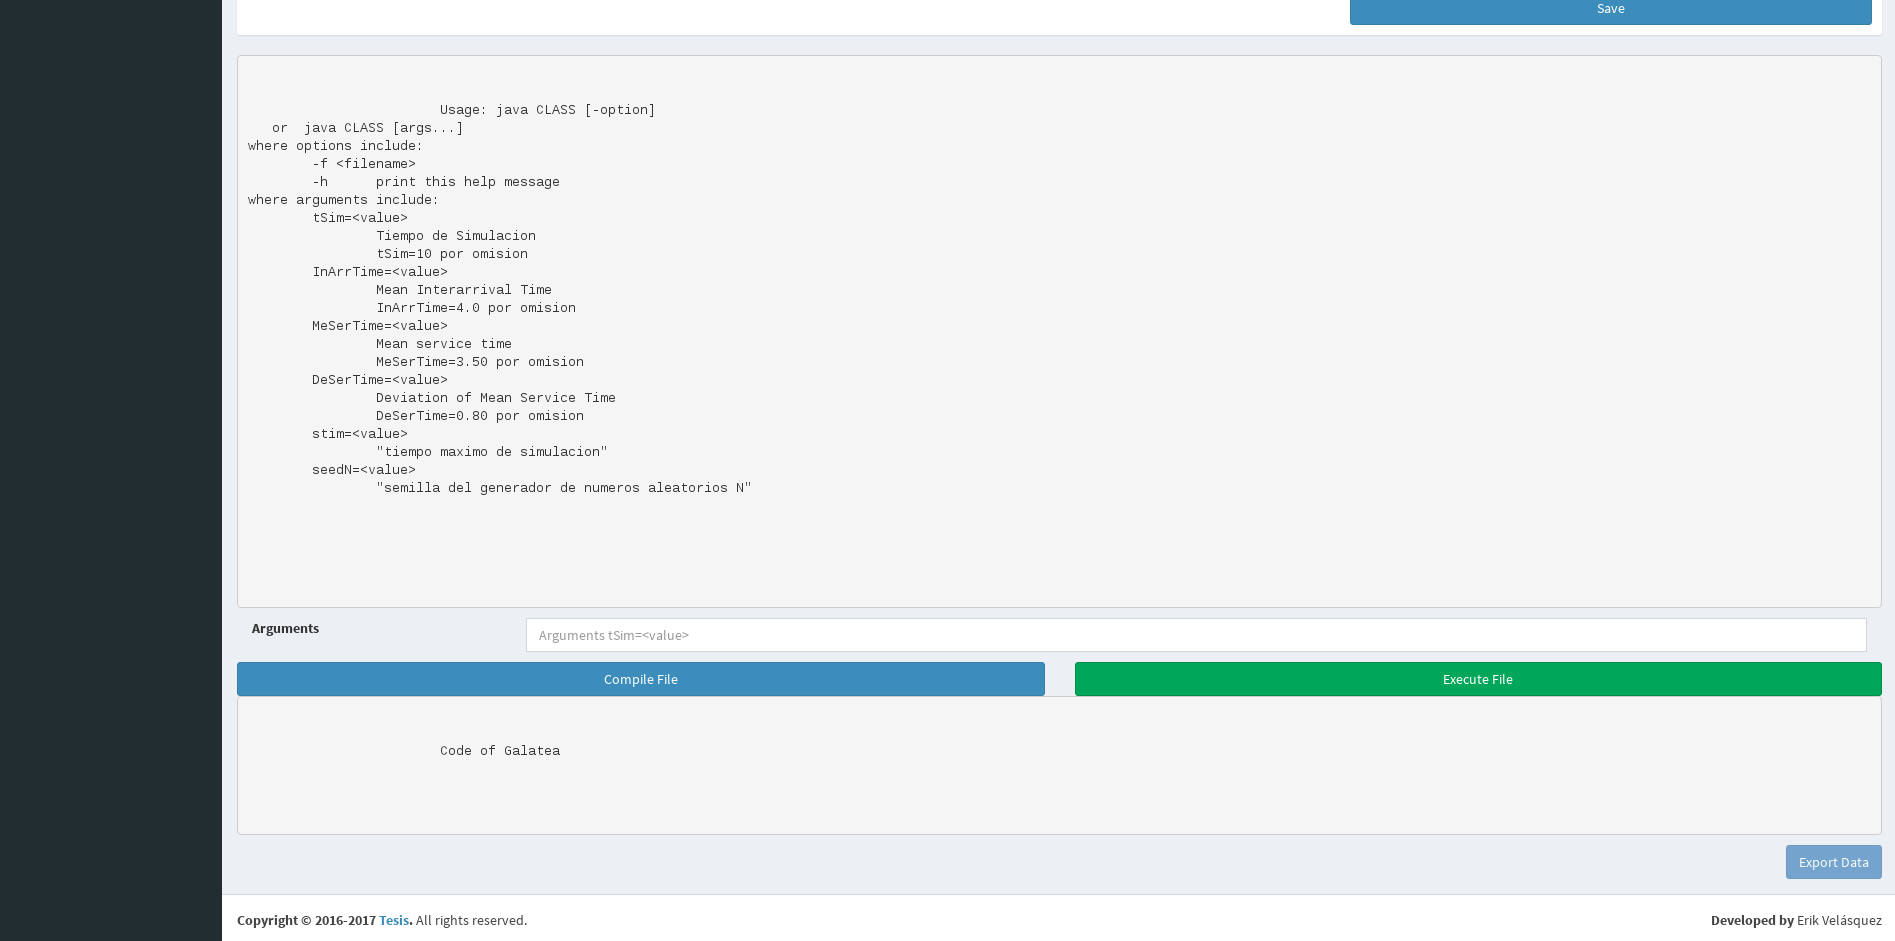 Save
Usage: java CLASS [-option]
or  java CLASS [args...]
where options include:
-f <filename>
-h      print this help message
where arguments include:
tSim=<value>
Tiempo de Simulacion
tSim=10 por omision
InArrTime=<value>
Mean Interarrival Time
InArrTime=4.0 por omision
MeSerTime=<value>
Mean service time
MeSerTime=3.50 por omision
DeSerTime=<value>
Deviation of Mean Service Time
DeSerTime=0.80 por omision
stim=<value>
"tiempo maximo de simulacion"
seedN=<value>
"semilla del generador de numeros aleatorios N"
Arguments Arguments tSim=<value>
Compile File Execute File
Code of Galatea
Export Data
Copyright © 2016-2017 Tesis. All rights reserved. Developed by Erik Velásquez